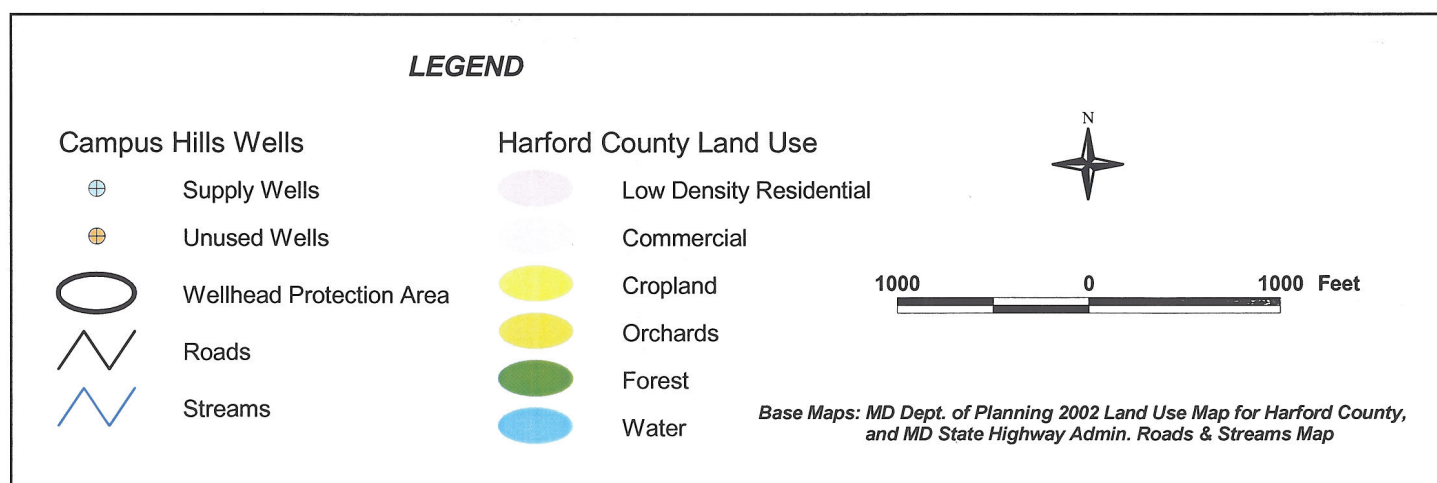 LEGEND
Campus Hills Wells
Supply Wells
Unused Wells
Wellhead Protection Area
Roads
Streams
Harford County Land Use
Low Density Residential
Commercial
Cropland
Orchards
Forest
Water
N
1000 0 1000 Feet
Base Maps: MD Dept. of Planning 2002 Land Use Map for Harford County,
and MD State Highway Admin. Roads & Streams Map